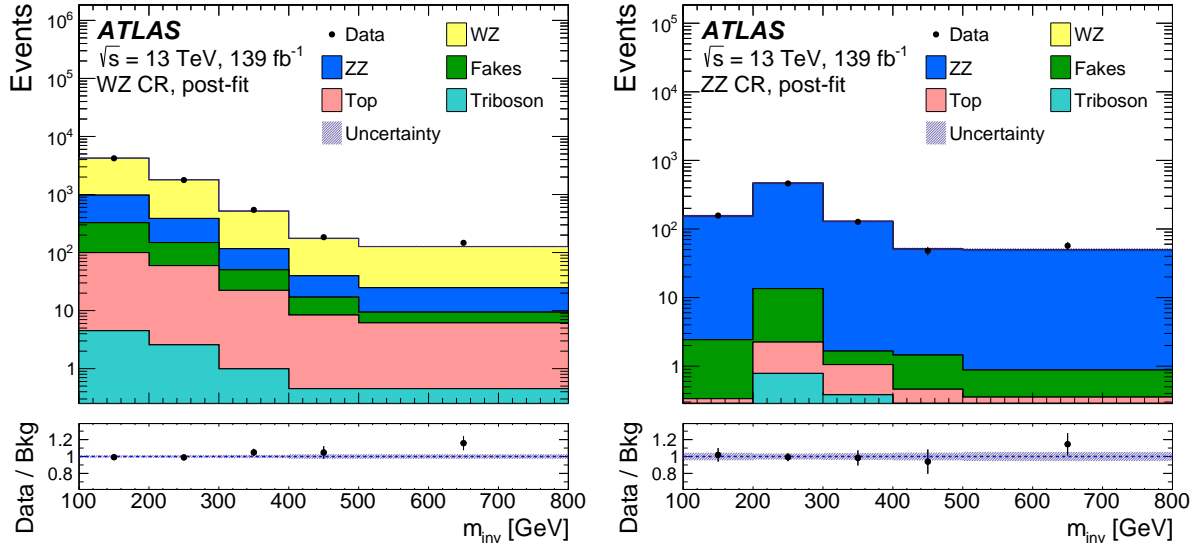 Events
10⁶
10⁵
10⁴
10³
10²
10
1
ATLAS
√s = 13 TeV, 139 fb⁻¹
WZ CR, post-fit
Data
WZ
ZZ
Fakes
Top
Triboson
Uncertainty
Data / Bkg
1.2
1
0.8
100 200 300 400 500 600 700 800
m_inv [GeV]
Events
10⁵
10⁴
10³
10²
10
1
ATLAS
√s = 13 TeV, 139 fb⁻¹
ZZ CR, post-fit
Data
WZ
ZZ
Fakes
Top
Triboson
Uncertainty
Data / Bkg
1.2
1
0.8
100 200 300 400 500 600 700 800
m_inv [GeV]